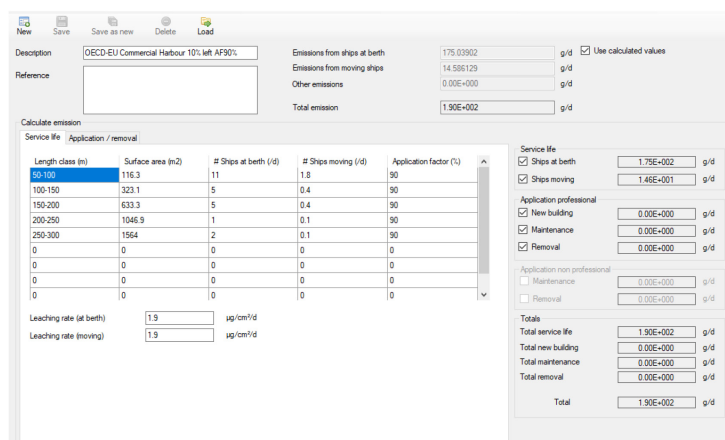 New Save Save as new Delete Load
Description OECD-EU Commercial Harbour 10% left AF90% Emissions from ships at berth 175.03902 g/d Use calculated values
Emissions from moving ships 14.586129 g/d
Reference Other emissions 0.00E+000 g/d
Total emission 1.90E+002 g/d
Calculate emission
Service life Application / removal
Length class (m) Surface area (m2) # Ships at berth (/d) # Ships moving (/d) Application factor (%)
50-100 116.3 11 1.8 90
100-150 323.1 5 0.4 90
150-200 633.3 5 0.4 90
200-250 1046.9 1 0.1 90
250-300 1564 2 0.1 90
0 0 0 0 0
0 0 0 0 0
0 0 0 0 0
0 0 0 0 0
Leaching rate (at berth) 1.9 µg/cm²/d
Leaching rate (moving) 1.9 µg/cm²/d
Service life
Ships at berth 1.75E+002 g/d
Ships moving 1.46E+001 g/d
Application professional
New building 0.00E+000 g/d
Maintenance 0.00E+000 g/d
Removal 0.00E+000 g/d
Application non professional
Maintenance 0.00E+000 g/d
Removal 0.00E+000 g/d
Totals
Total service life 1.90E+002 g/d
Total new building 0.00E+000 g/d
Total maintenance 0.00E+000 g/d
Total removal 0.00E+000 g/d
Total 1.90E+002 g/d